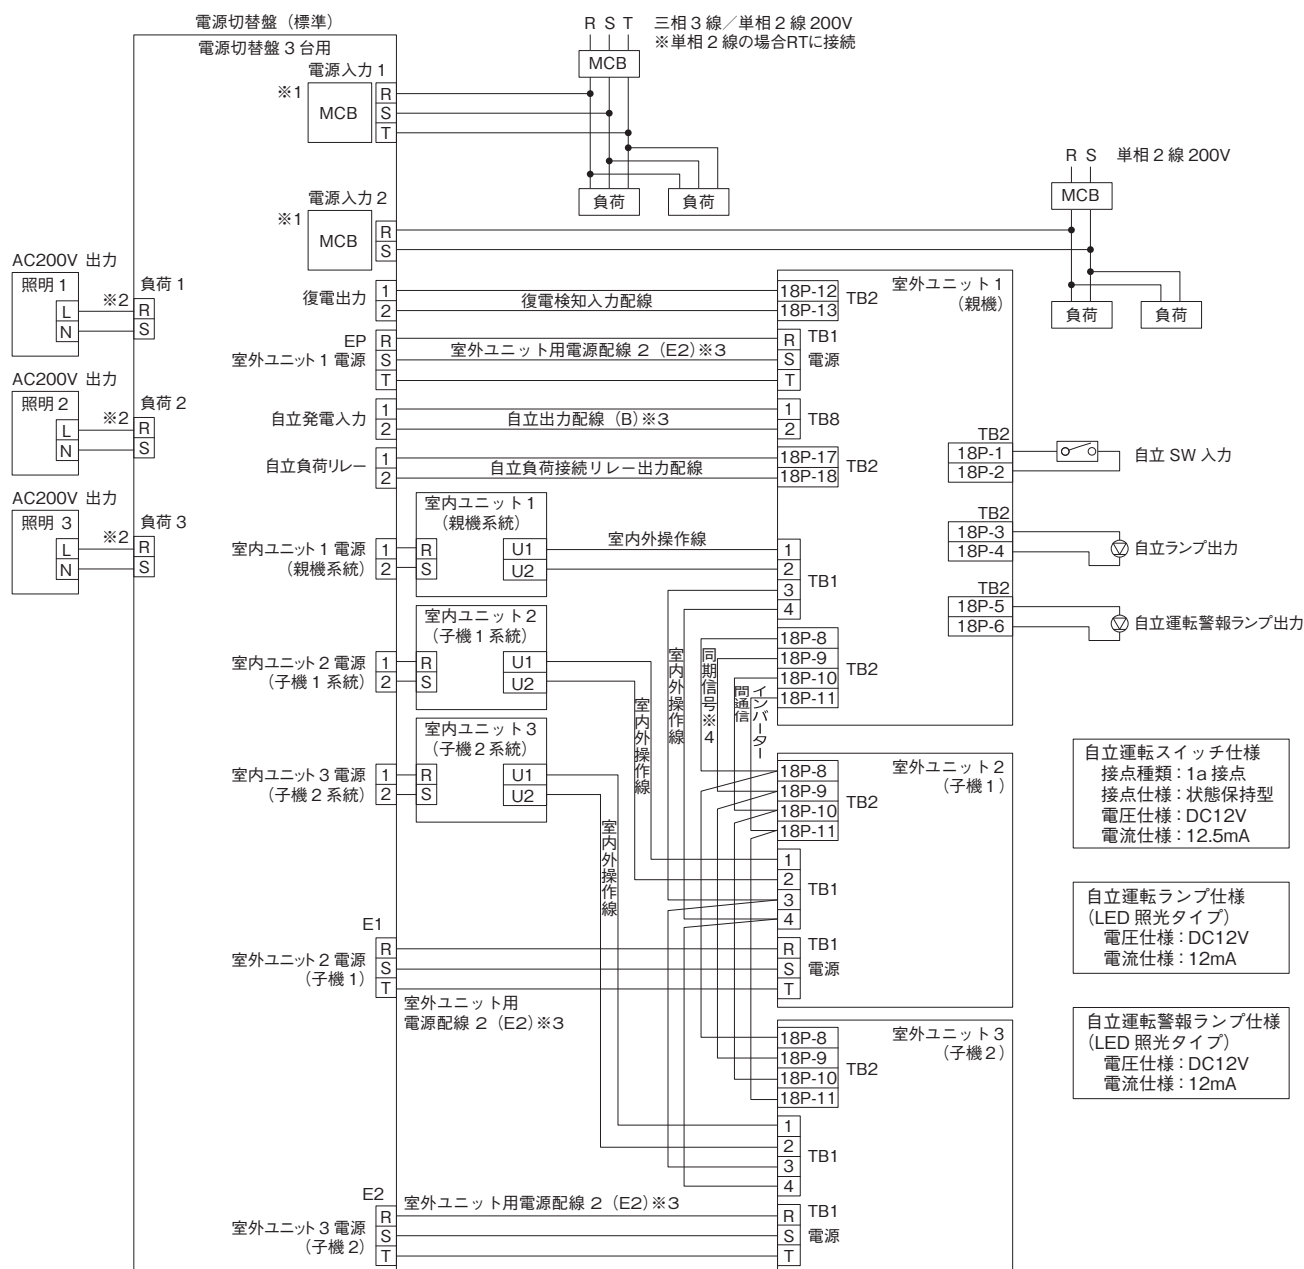 電源切替盤（標準）
電源切替盤 3 台用
電源入力 1
※1
MCB
R
S
T
R S T
三相 3 線／単相 2 線 200V
※単相 2 線の場合RTに接続
MCB
負荷
負荷
電源入力 2
※1
MCB
R
S
R S
単相 2 線 200V
MCB
負荷
負荷
AC200V 出力
照明 1
L
N
※2
負荷 1
R
S
AC200V 出力
照明 2
L
N
※2
負荷 2
R
S
AC200V 出力
照明 3
L
N
※2
負荷 3
R
S
復電出力
1
2
復電検知入力配線
18P-12
18P-13
TB2
室外ユニット 1
（親機）
EP
室外ユニット 1 電源
R
S
T
室外ユニット用電源配線 2（E2）※3
R
S
T
TB1
電源
自立発電入力
1
2
自立出力配線（B）※3
1
2
TB8
自立負荷リレー
1
2
自立負荷接続リレー出力配線
18P-17
18P-18
TB2
TB2
18P-1
18P-2
自立 SW 入力
TB2
18P-3
18P-4
自立ランプ出力
TB2
18P-5
18P-6
自立運転警報ランプ出力
室内ユニット 1 電源
（親機系統）
1
2
室内ユニット 1
（親機系統）
R
S
U1
U2
室内外操作線
1
2
3
4
TB1
室内ユニット 2 電源
（子機 1 系統）
1
2
室内ユニット 2
（子機 1 系統）
R
S
U1
U2
18P-8
18P-9
18P-10
18P-11
TB2
室内外操作線
室内外操作線
同期信号※4
インバーター
間通信
室内ユニット 3 電源
（子機 2 系統）
1
2
室内ユニット 3
（子機 2 系統）
R
S
U1
U2
室内外操作線
18P-8
18P-9
18P-10
18P-11
TB2
室外ユニット 2
（子機 1）
1
2
3
4
TB1
E1
室外ユニット 2 電源
（子機 1）
R
S
T
室外ユニット用
電源配線 2（E2）※3
R
S
T
TB1
電源
18P-8
18P-9
18P-10
18P-11
TB2
室外ユニット 3
（子機 2）
1
2
3
4
TB1
E2
室外ユニット 3 電源
（子機 2）
R
S
T
室外ユニット用電源配線 2（E2）※3
R
S
T
TB1
電源
自立運転スイッチ仕様
接点種類：1a 接点
接点仕様：状態保持型
電圧仕様：DC12V
電流仕様：12.5mA
自立運転ランプ仕様
（LED 照光タイプ）
電圧仕様：DC12V
電流仕様：12mA
自立運転警報ランプ仕様
（LED 照光タイプ）
電圧仕様：DC12V
電流仕様：12mA